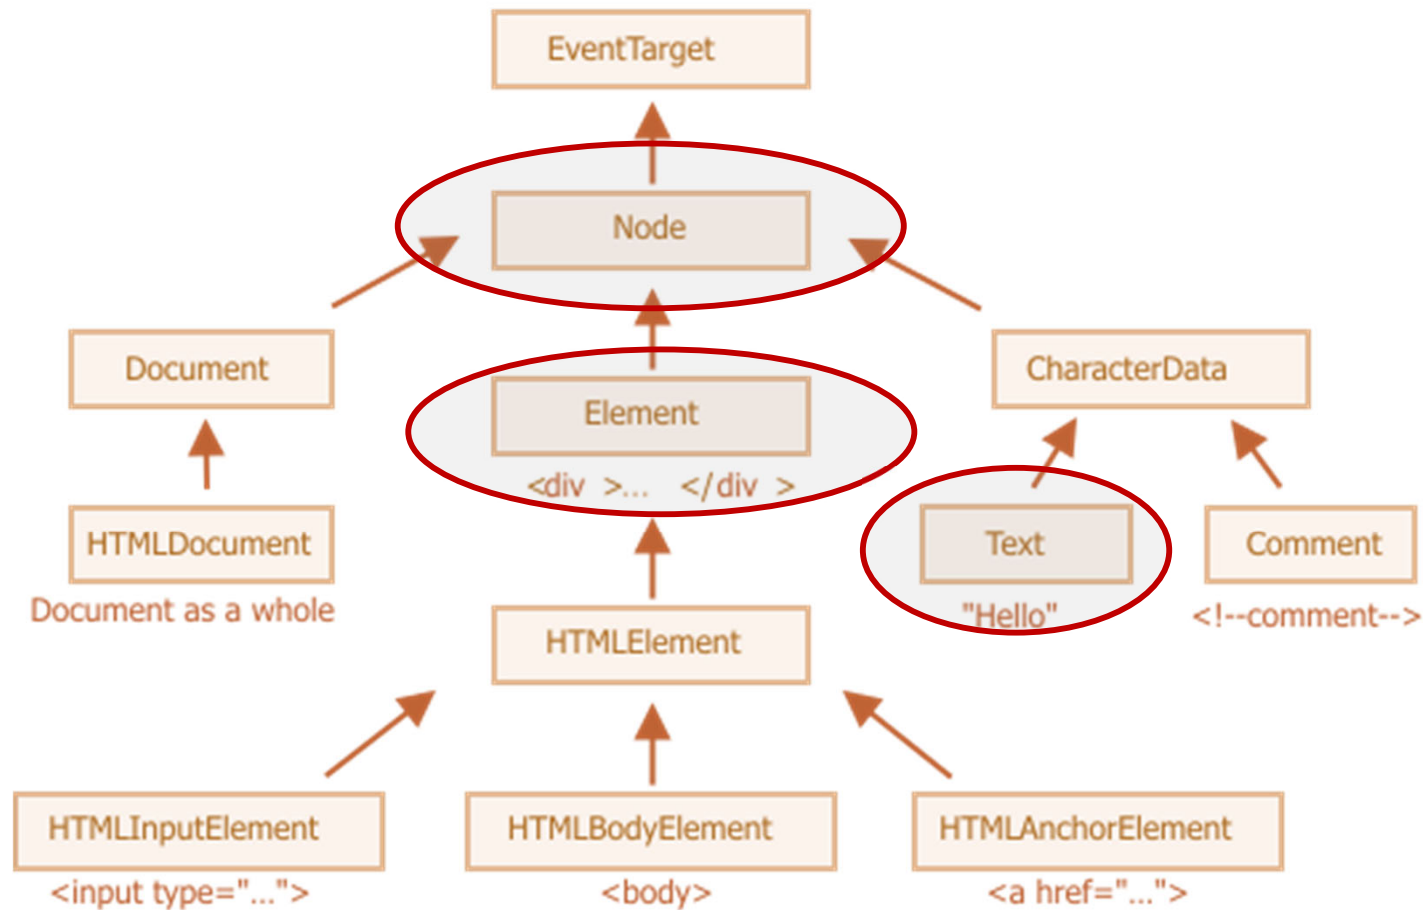 EventTarget
Node
Document
Element
CharacterData
<div >... </div >
HTMLDocument
Text
Comment
Document as a whole
"Hello"
<!--comment-->
HTMLElement
HTMLInputElement
HTMLBodyElement
HTMLAnchorElement
<input type="...">
<body>
<a href="...">